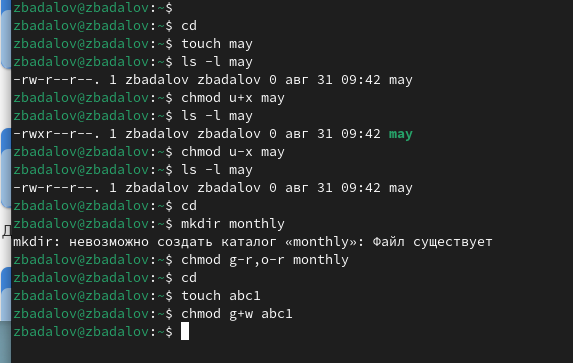 zbadalov@zbadalov:~$
zbadalov@zbadalov:~$ cd
zbadalov@zbadalov:~$ touch may
zbadalov@zbadalov:~$ ls -l may
-rw-r--r--. 1 zbadalov zbadalov 0 авг 31 09:42 may
zbadalov@zbadalov:~$ chmod u+x may
zbadalov@zbadalov:~$ ls -l may
-rwxr--r--. 1 zbadalov zbadalov 0 авг 31 09:42 may
zbadalov@zbadalov:~$ chmod u-x may
zbadalov@zbadalov:~$ ls -l may
-rw-r--r--. 1 zbadalov zbadalov 0 авг 31 09:42 may
zbadalov@zbadalov:~$ cd
zbadalov@zbadalov:~$ mkdir monthly
mkdir: невозможно создать каталог «monthly»: Файл существует
zbadalov@zbadalov:~$ chmod g-r,o-r monthly
zbadalov@zbadalov:~$ cd
zbadalov@zbadalov:~$ touch abc1
zbadalov@zbadalov:~$ chmod g+w abc1
zbadalov@zbadalov:~$